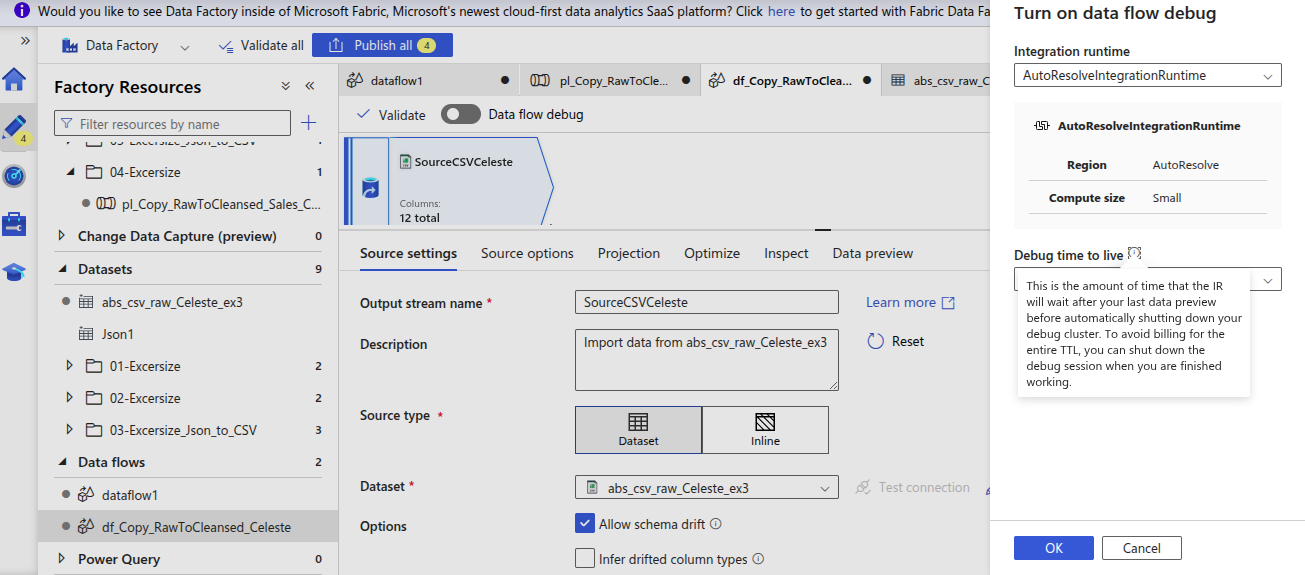 Would you like to see Data Factory inside of Microsoft Fabric, Microsoft's newest cloud-first data analytics SaaS platform? Click here to get started with Fabric Data Fa
Data Factory
Validate all
Publish all 4
4
Factory Resources
Filter resources by name
03-Excersize_Json_to_CSV
04-Excersize 1
pl_Copy_RawToCleansed_Sales_C...
Change Data Capture (preview) 0
Datasets 9
abs_csv_raw_Celeste_ex3
Json1
01-Excersize 2
02-Excersize 2
03-Excersize_Json_to_CSV 3
Data flows 2
dataflow1
df_Copy_RawToCleansed_Celeste
Power Query 0
dataflow1
pl_Copy_RawToCle...
df_Copy_RawToClea...
abs_csv_raw_C
Validate
Data flow debug
SourceCSVCeleste
Columns:
12 total
Source settings Source options Projection Optimize Inspect Data preview
Output stream name *
SourceCSVCeleste
Learn more
Description
Import data from abs_csv_raw_Celeste_ex3
Reset
Source type *
Dataset
Inline
Dataset *
abs_csv_raw_Celeste_ex3
Test connection
Options
Allow schema drift
Infer drifted column types
Turn on data flow debug
Integration runtime
AutoResolveIntegrationRuntime
AutoResolveIntegrationRuntime
Region AutoResolve
Compute size Small
Debug time to live
This is the amount of time that the IR
will wait after your last data preview
before automatically shutting down your
debug cluster. To avoid billing for the
entire TTL, you can shut down the
debug session when you are finished
working.
OK
Cancel